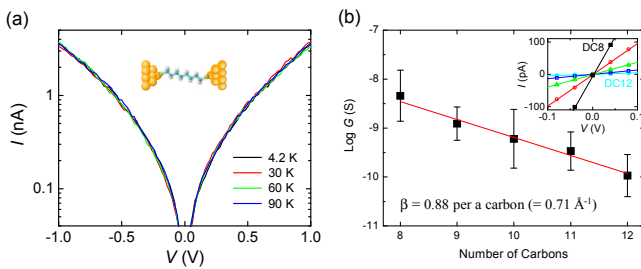 (a)
I (nA)
1
0.1
4.2 K
30 K
60 K
90 K
-1.0 -0.5 0.0 0.5 1.0
V (V)
(b)
Log G (S)
-7
-8
-9
-10
-11
I (pA)
100
0
-100
DC8
DC12
0.0 0.1
V (V)
β = 0.88 per a carbon (= 0.71 Å-1)
8 9 10 11 12
Number of Carbons